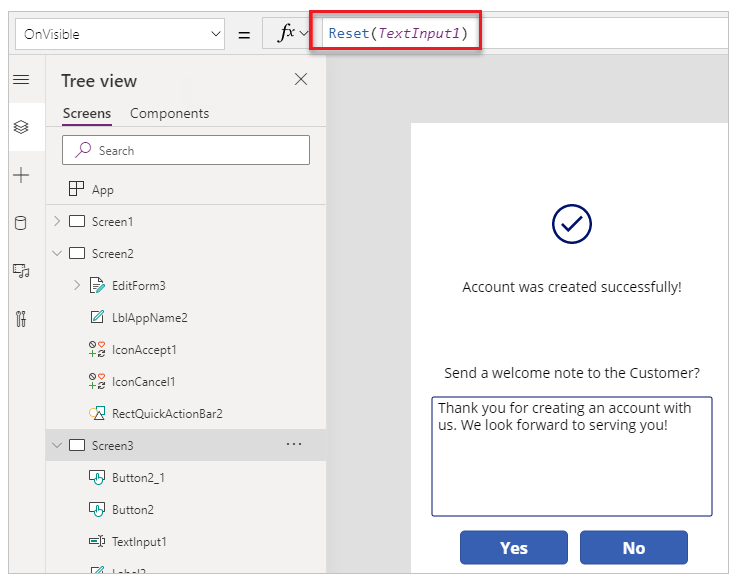 OnVisible
=
fx
Reset(TextInput1)
Tree view
Screens
Components
Search
App
Screen1
Screen2
EditForm3
LblAppName2
IconAccept1
IconCancel1
RectQuickActionBar2
Screen3
...
Button2_1
Button2
TextInput1
Account was created successfully!
Send a welcome note to the Customer?
Thank you for creating an account with
us. We look forward to serving you!
Yes
No